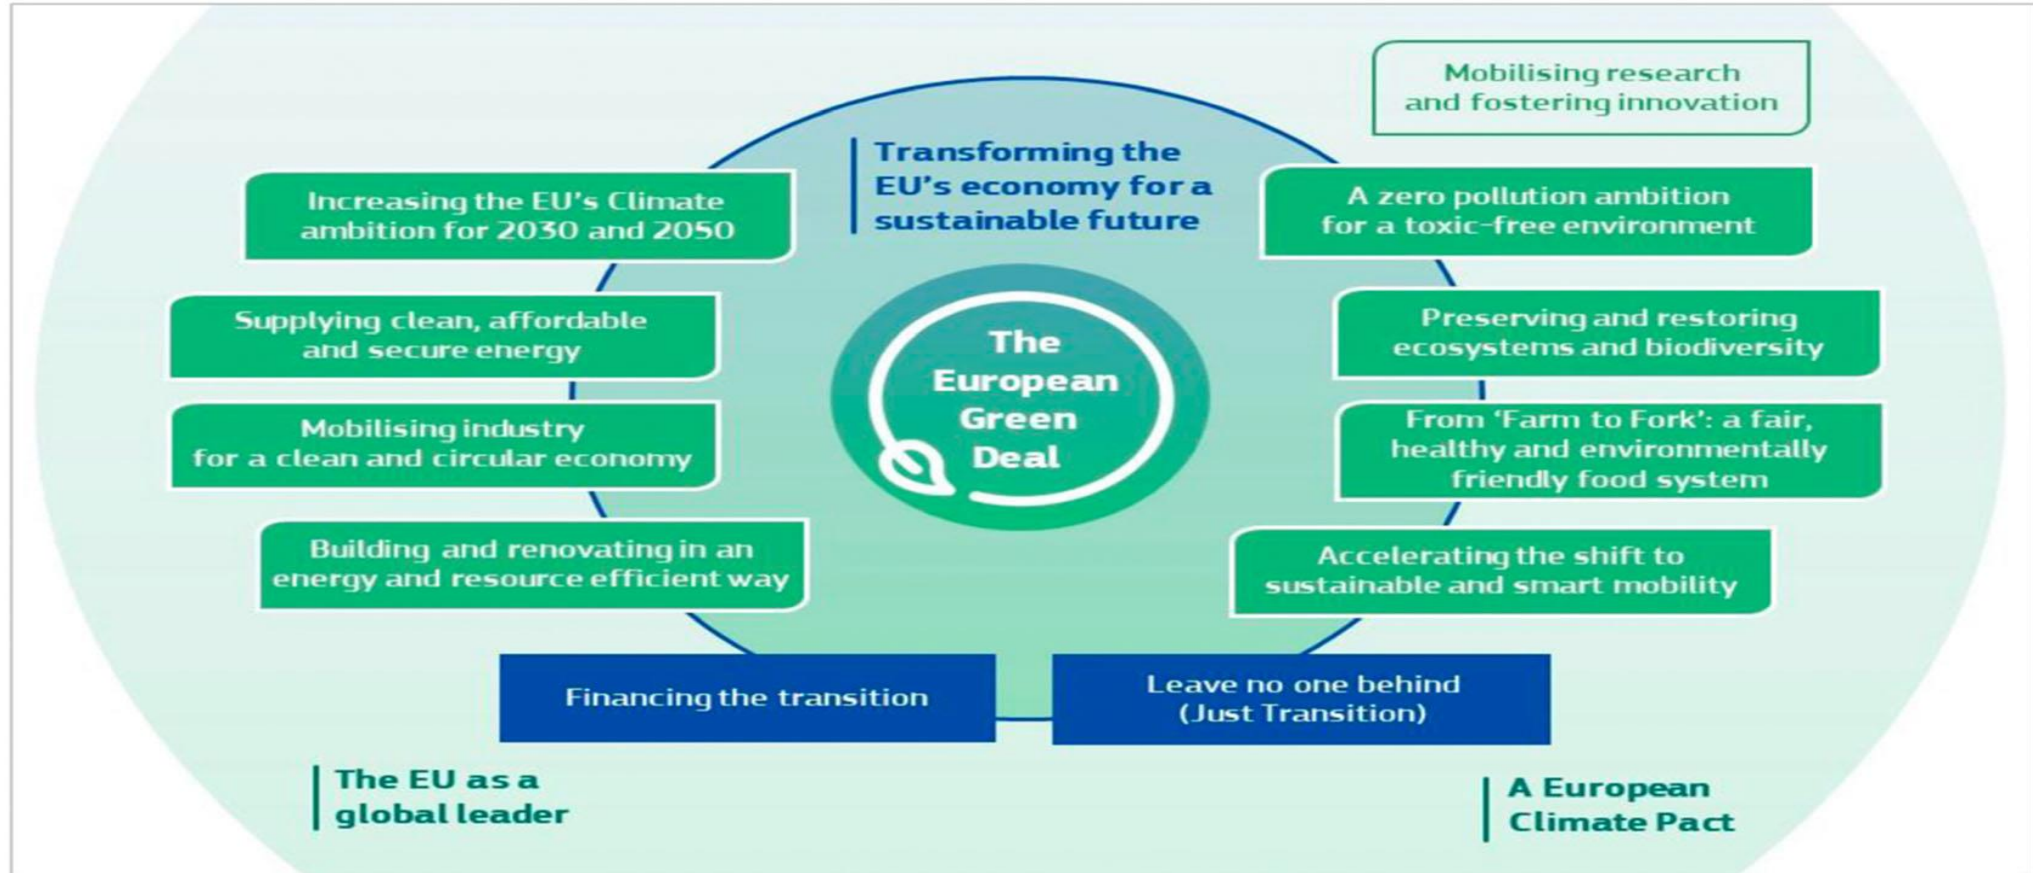 Mobilising research
and fostering innovation
Transforming the
EU's economy for a
sustainable future
Increasing the EU's Climate
ambition for 2030 and 2050
A zero pollution ambition
for a toxic-free environment
Supplying clean, affordable
and secure energy
The
European
Green
Deal
Preserving and restoring
ecosystems and biodiversity
Mobilising industry
for a clean and circular economy
From ‘Farm to Fork’: a fair,
healthy and environmentally
friendly food system
Building and renovating in an
energy and resource efficient way
Accelerating the shift to
sustainable and smart mobility
Financing the transition
Leave no one behind
(Just Transition)
The EU as a
global leader
A European
Climate Pact